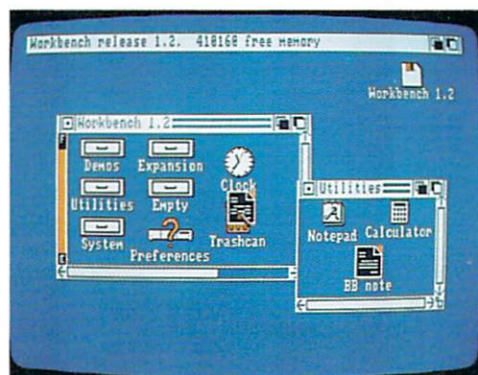 Workbench release 1.2. 410168 free memory
Workbench 1.2
Workbench 1.2
Demos Expansion Clock
Utilities Empty
System Preferences Trashcan
Utilities
Notepad Calculator
BB note